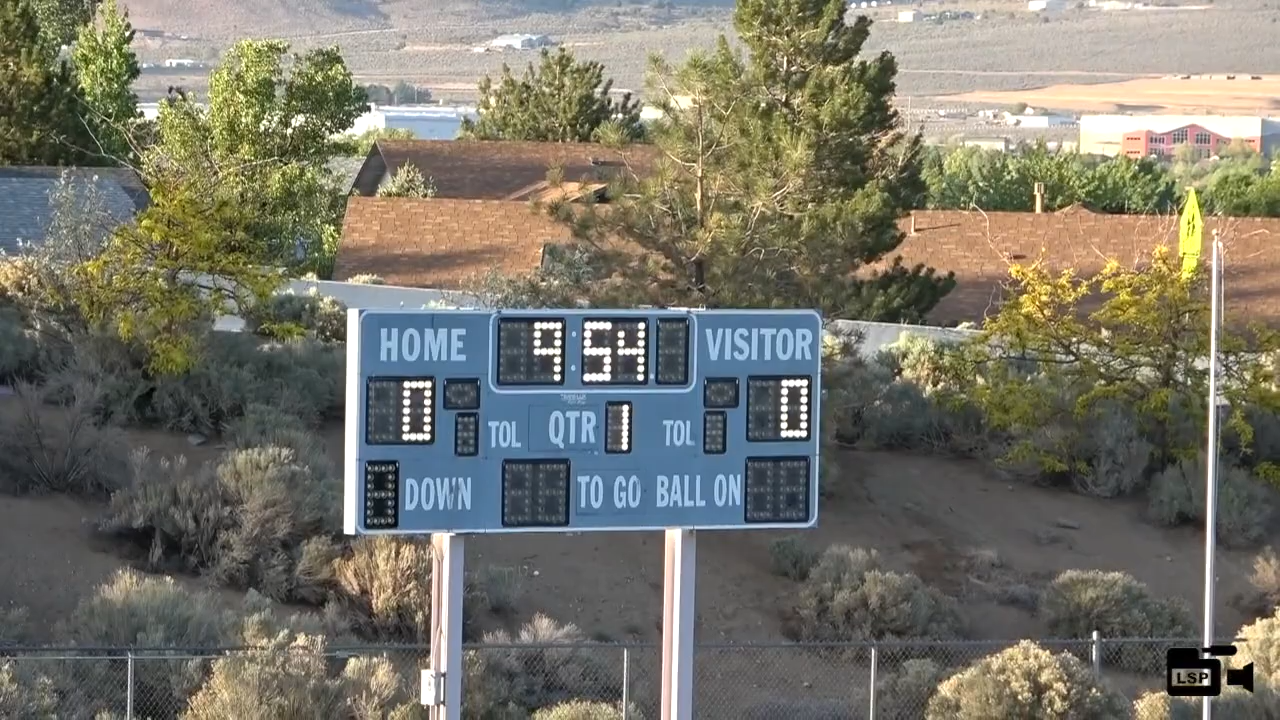 HOME 9:54 VISITOR
0 0
TOL QTR 1 TOL
DOWN TO GO BALL ON
LSP